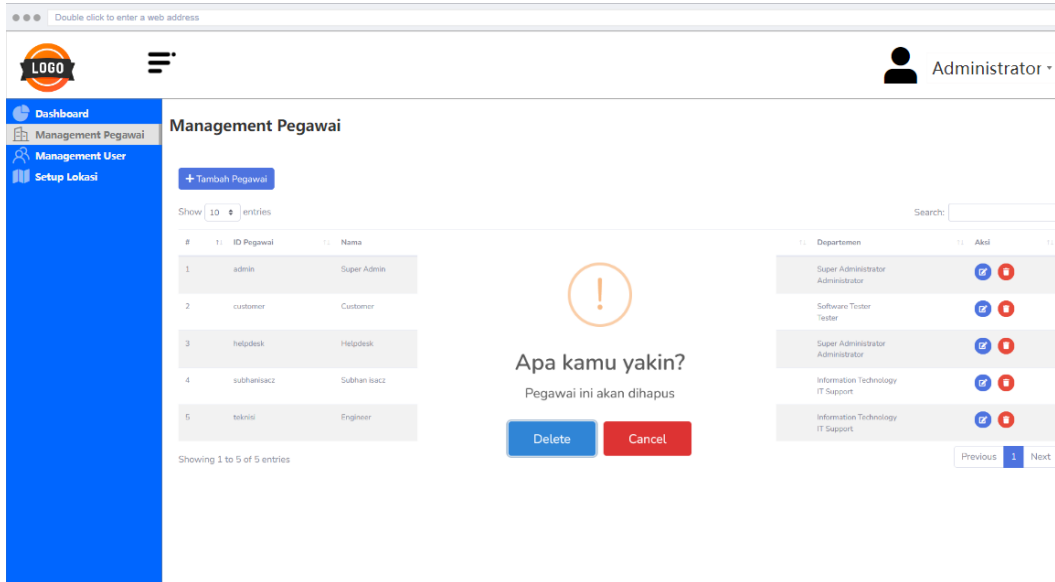 Double click to enter a web address
LOGO
Administrator
Dashboard
Management Pegawai
Management User
Setup Lokasi
Management Pegawai
+ Tambah Pegawai
Show 10 entries
Search:
# ID Pegawai Nama Departemen Aksi
1 admin Super Admin Super Administrator
Administrator
2 customer Customer Software Tester
Tester
3 helpdesk Helpdesk Super Administrator
Administrator
4 subhanisacz Subhan Isacz Information Technology
IT Support
5 teknisi Engineer Information Technology
IT Support
!
Apa kamu yakin?
Pegawai ini akan dihapus
Delete Cancel
Showing 1 to 5 of 5 entries
Previous 1 Next